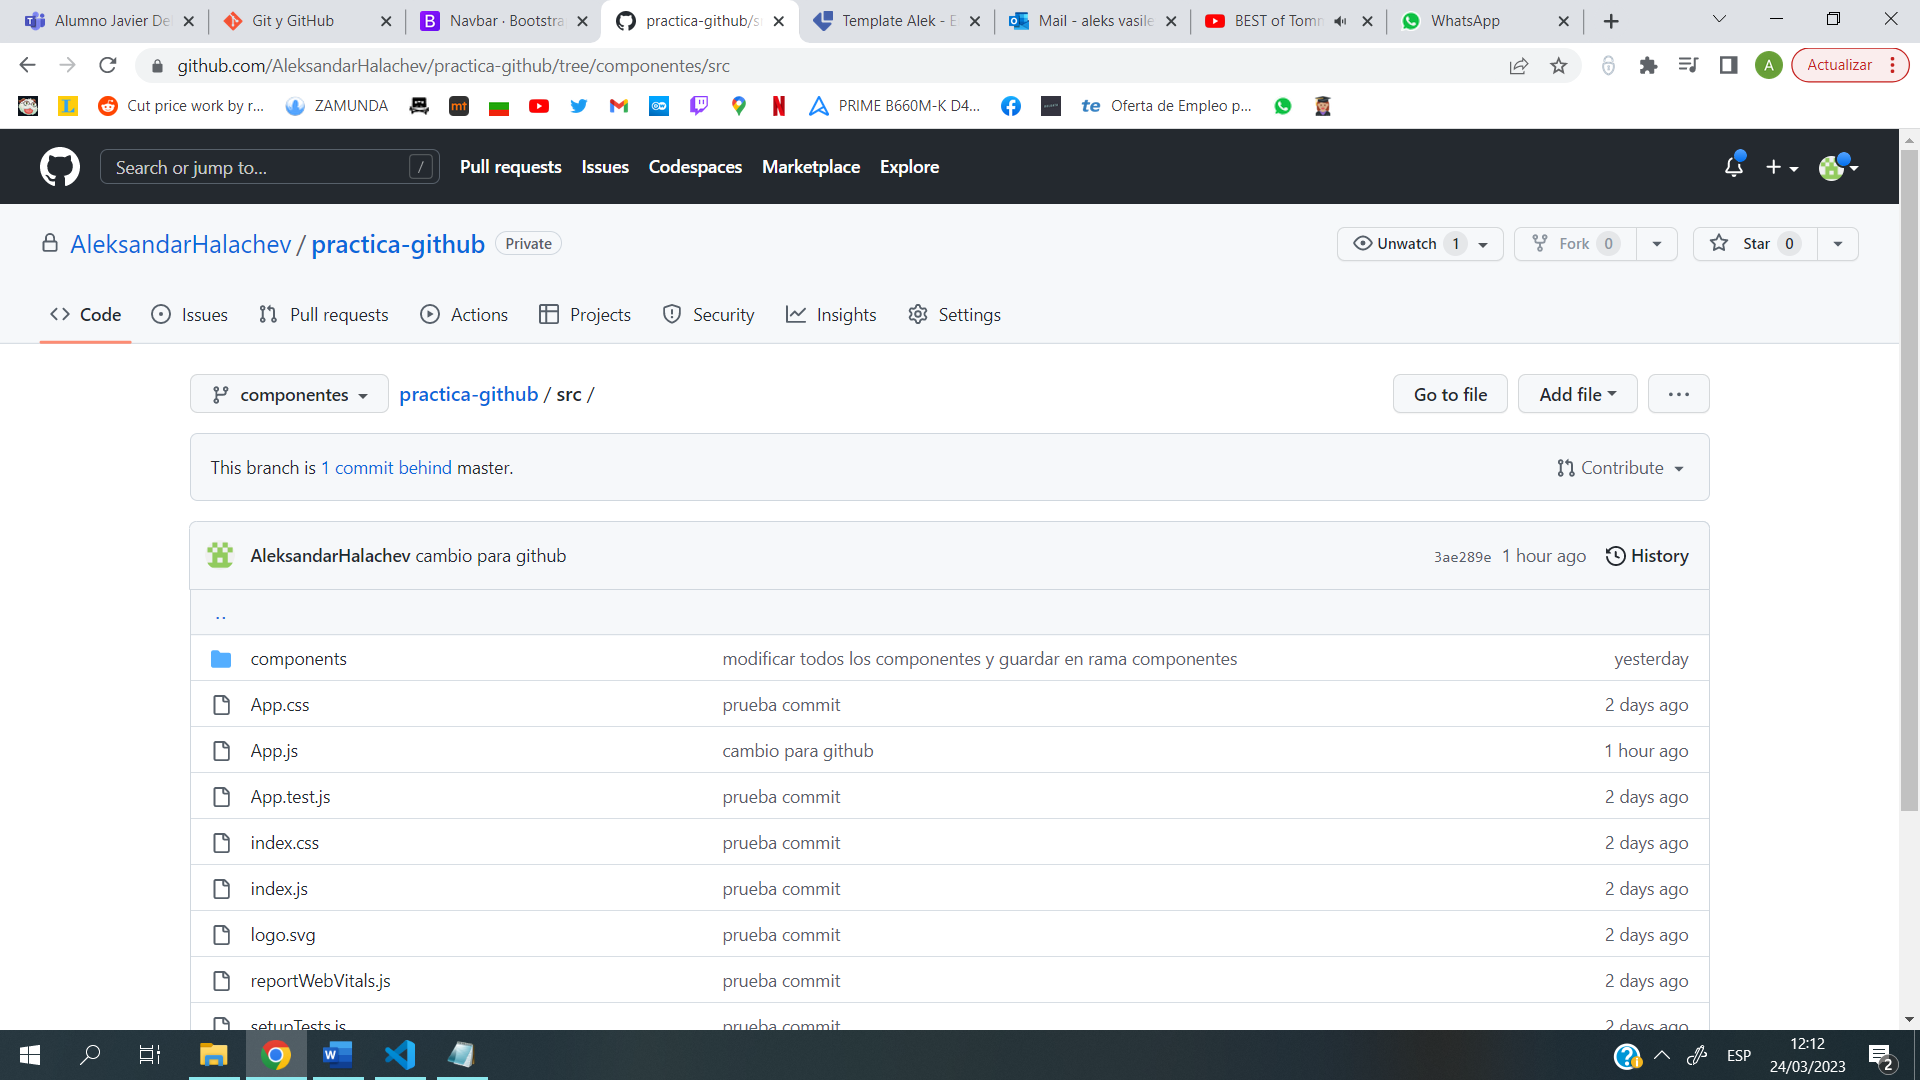 Alumno Javier De
Git y GitHub
Navbar · Bootstra
practica-github/s
Template Alek - E
Mail - aleks vasile
BEST of Tomm
WhatsApp
github.com/AleksandarHalachev/practica-github/tree/componentes/src
A
Actualizar
Cut price work by r...
ZAMUNDA
mt
PRIME B660M-K D4...
te
Oferta de Empleo p...
Search or jump to...
/
Pull requests
Issues
Codespaces
Marketplace
Explore
AleksandarHalachev / practica-github
Private
Unwatch 1
Fork 0
Star 0
Code
Issues
Pull requests
Actions
Projects
Security
Insights
Settings
componentes
practica-github / src /
Go to file
Add file
This branch is 1 commit behind master.
Contribute
AleksandarHalachev cambio para github
3ae289e 1 hour ago
History
..
components modificar todos los componentes y guardar en rama componentes yesterday
App.css prueba commit 2 days ago
App.js cambio para github 1 hour ago
App.test.js prueba commit 2 days ago
index.css prueba commit 2 days ago
index.js prueba commit 2 days ago
logo.svg prueba commit 2 days ago
reportWebVitals.js prueba commit 2 days ago
setupTests.js prueba commit 2 days ago
ESP
12:12
24/03/2023
2